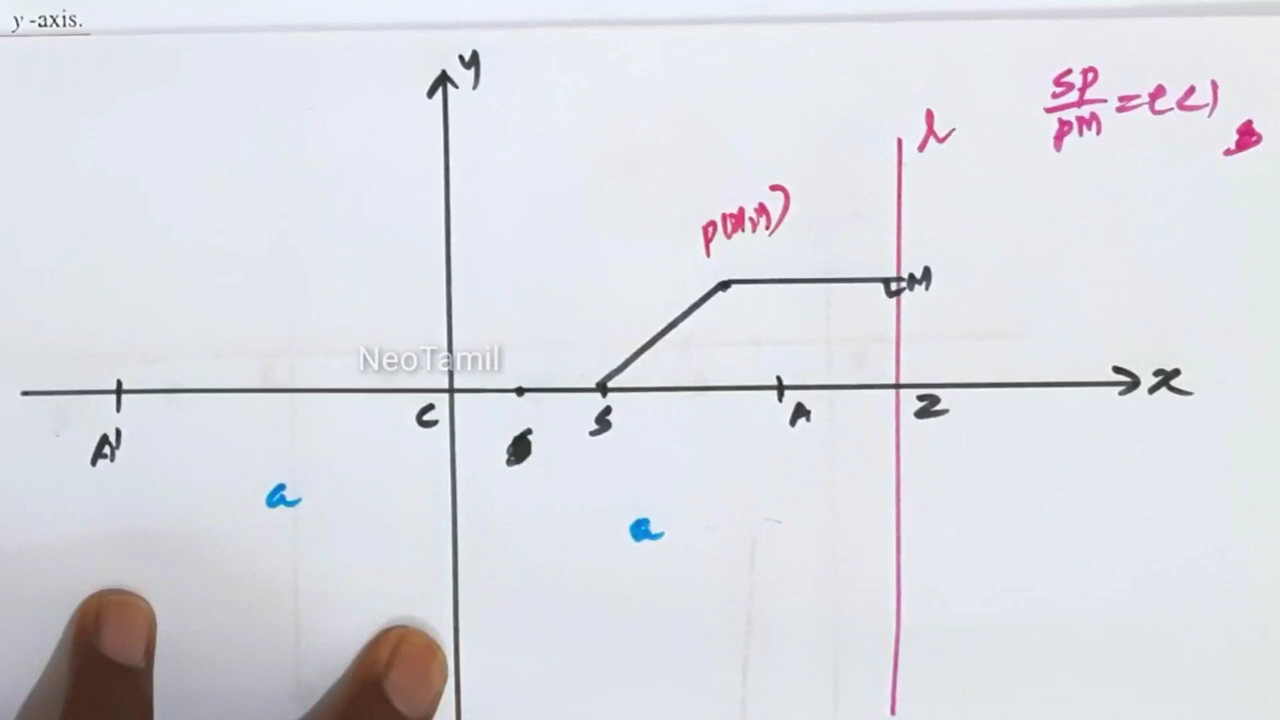 y -axis.
y
SP/PM = e < 1
l
P(x,y)
M
NeoTamil
x
A'
C
S
A
Z
a
a